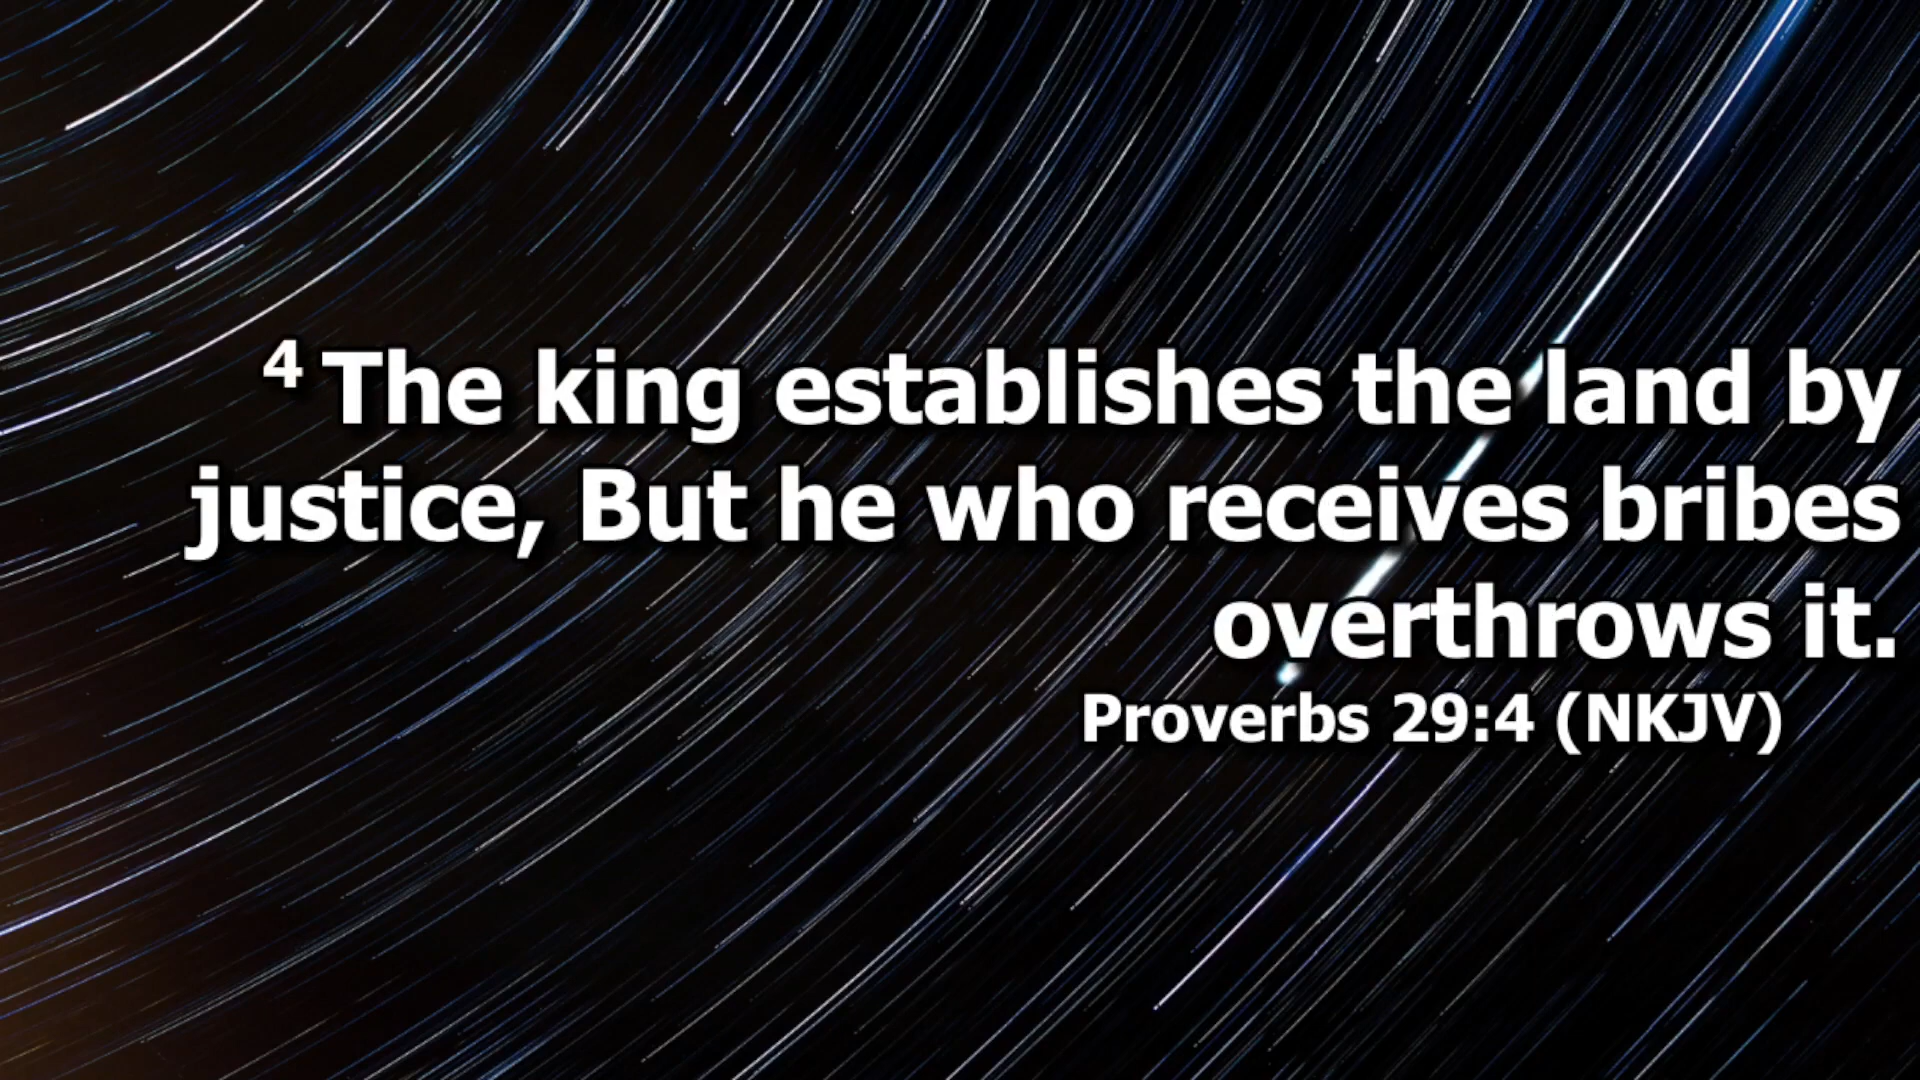 4 The king establishes the land by
justice, But he who receives bribes
overthrows it.
Proverbs 29:4 (NKJV)